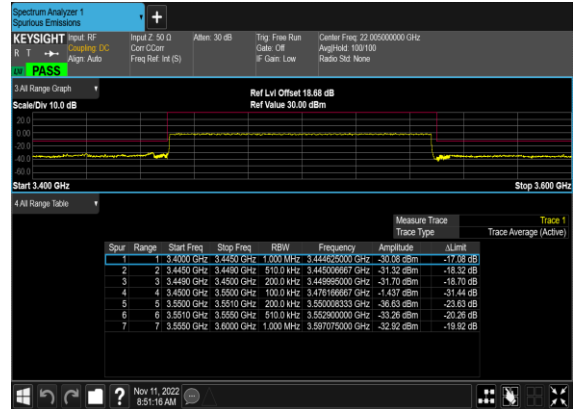 Spectrum Analyzer 1
Spurious Emissions
KEYSIGHT Input: RF Input Z: 50 Ω Atten: 30 dB Trig: Free Run Center Freq: 22.005000000 GHz
R T Coupling: DC Corr CCorr Gate: Off Avg|Hold: 100/100
Align: Auto Freq Ref: Int (S) IF Gain: Low Radio Std: None
PASS
3 All Range Graph
Ref Lvl Offset 18.68 dB
Scale/Div 10.0 dB Ref Value 30.00 dBm
20.0
0.00
-20.0
-40.0
-60.0
Start 3.400 GHz Stop 3.600 GHz
4 All Range Table
Measure Trace Trace 1
Trace Type Trace Average (Active)
Spur Range Start Freq Stop Freq RBW Frequency Amplitude ΔLimit
1 1 3.4000 GHz 3.4450 GHz 1.000 MHz 3.444625000 GHz -30.08 dBm -17.08 dB
2 2 3.4450 GHz 3.4490 GHz 510.0 kHz 3.445006667 GHz -31.32 dBm -18.32 dB
3 3 3.4490 GHz 3.4500 GHz 200.0 kHz 3.449995000 GHz -31.70 dBm -18.70 dB
4 4 3.4500 GHz 3.5500 GHz 100.0 kHz 3.476166667 GHz -1.437 dBm -31.44 dB
5 5 3.5500 GHz 3.5510 GHz 200.0 kHz 3.550008333 GHz -36.63 dBm -23.63 dB
6 6 3.5510 GHz 3.5550 GHz 510.0 kHz 3.552900000 GHz -33.26 dBm -20.26 dB
7 7 3.5550 GHz 3.6000 GHz 1.000 MHz 3.597075000 GHz -32.92 dBm -19.92 dB
Nov 11, 2022
8:51:16 AM